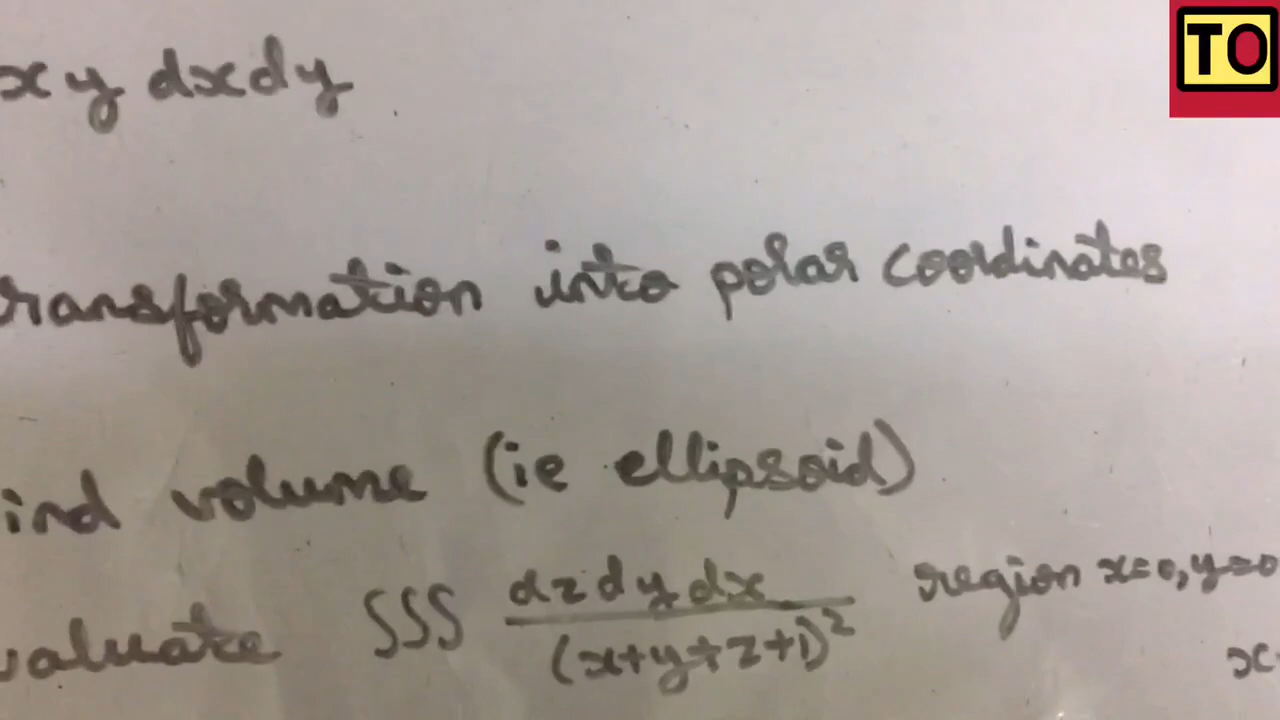 TO
xy dxdy
ransformation into polar coordinates
ind volume (ie ellipsoid)
valuate ∫∫∫ dzdydx/(x+y+z+1)² region x=0, y=0
x